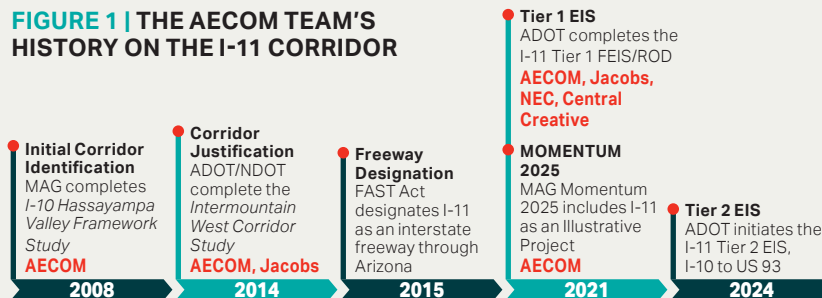 FIGURE 1 | THE AECOM TEAM'S
HISTORY ON THE I-11 CORRIDOR
Initial Corridor
Identification
MAG completes
I-10 Hassayampa
Valley Framework
Study
AECOM
2008
Corridor
Justification
ADOT/NDOT
complete the
Intermountain
West Corridor
Study
AECOM, Jacobs
2014
Freeway
Designation
FAST Act
designates I-11
as an interstate
freeway through
Arizona
2015
Tier 1 EIS
ADOT completes the
I-11 Tier 1 FEIS/ROD
AECOM, Jacobs,
NEC, Central
Creative
MOMENTUM
2025
MAG Momentum
2025 includes I-11
as an Illustrative
Project
AECOM
2021
Tier 2 EIS
ADOT initiates the
I-11 Tier 2 EIS,
I-10 to US 93
2024